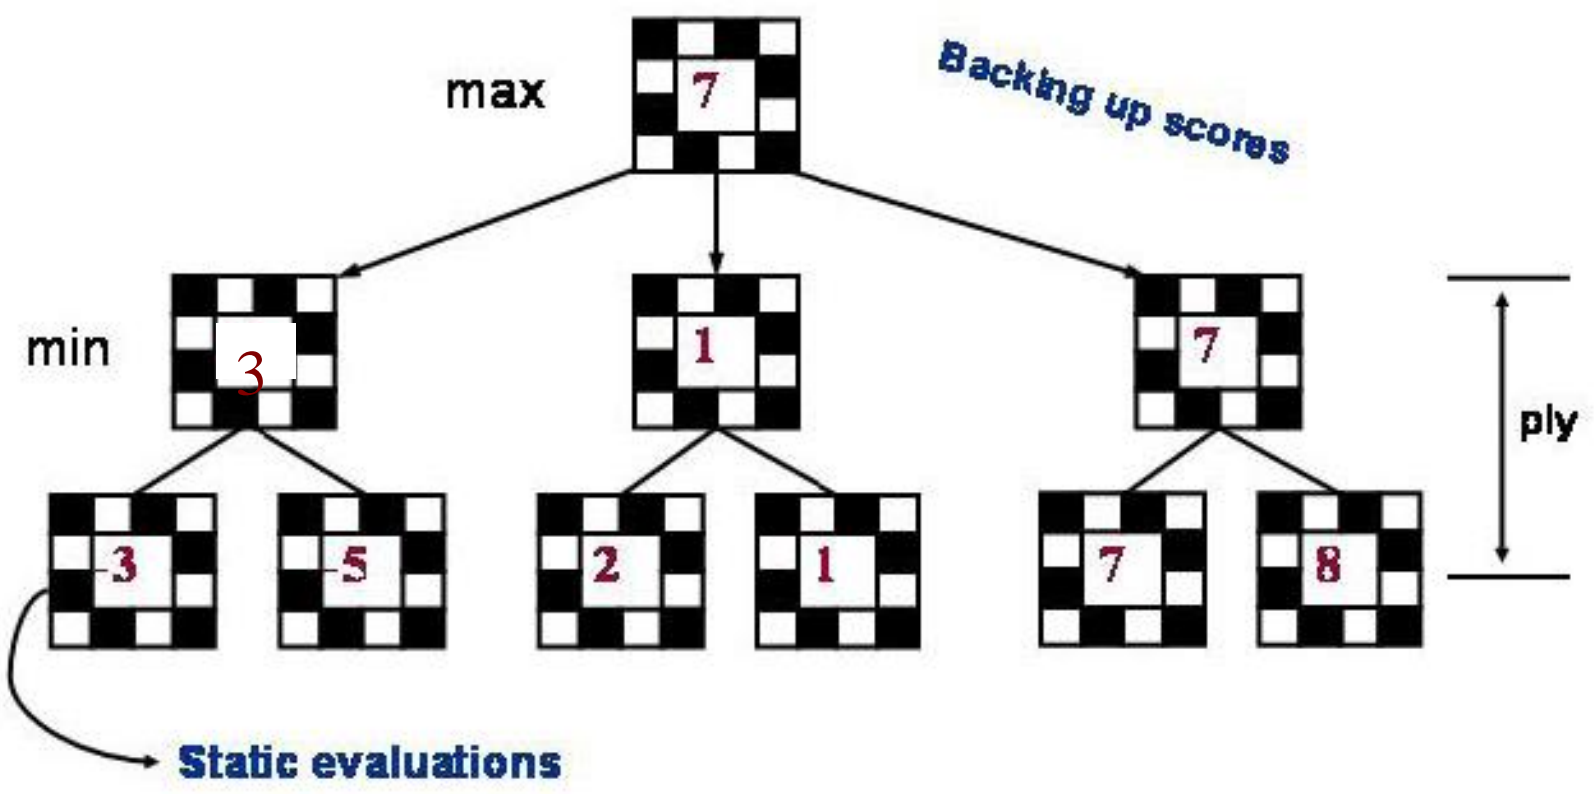 Backing up scores
max
7
min
3
1
7
ply
-3
-5
2
1
7
8
Static evaluations